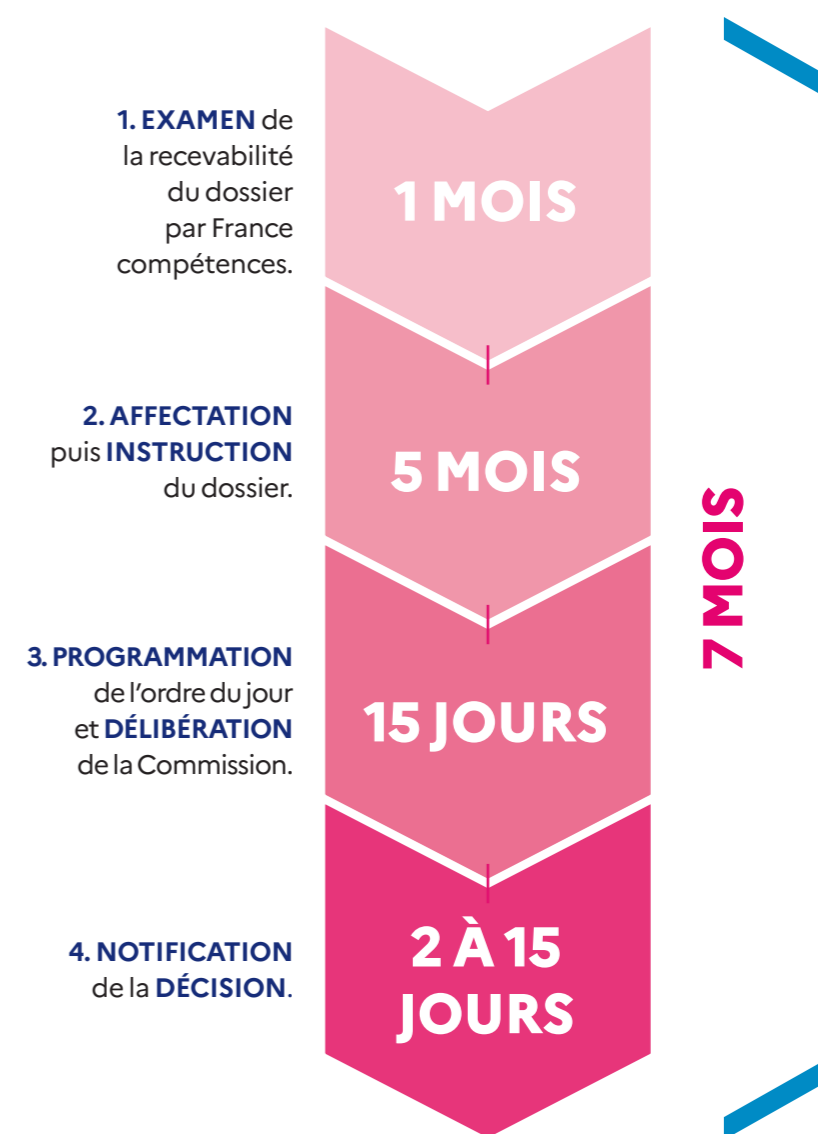 1. EXAMEN de
la recevabilité
du dossier
par France
compétences.
1 MOIS
2. AFFECTATION
puis INSTRUCTION
du dossier.
5 MOIS
3. PROGRAMMATION
de l'ordre du jour
et DÉLIBÉRATION
de la Commission.
15 JOURS
4. NOTIFICATION
de la DÉCISION.
2 À 15
JOURS
7 MOIS